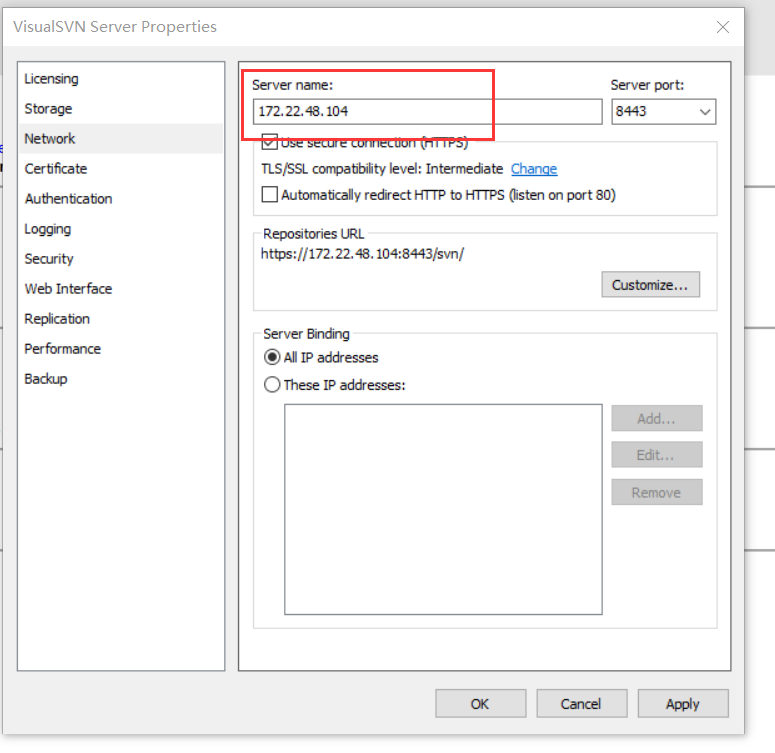 VisualSVN Server Properties
Licensing
Storage
Network
Certificate
Authentication
Logging
Security
Web Interface
Replication
Performance
Backup
Server name:
Server port:
172.22.48.104
8443
Use secure connection (HTTPS)
TLS/SSL compatibility level: Intermediate Change
Automatically redirect HTTP to HTTPS (listen on port 80)
Repositories URL
https://172.22.48.104:8443/svn/
Customize...
Server Binding
All IP addresses
These IP addresses:
Add...
Edit...
Remove
OK
Cancel
Apply